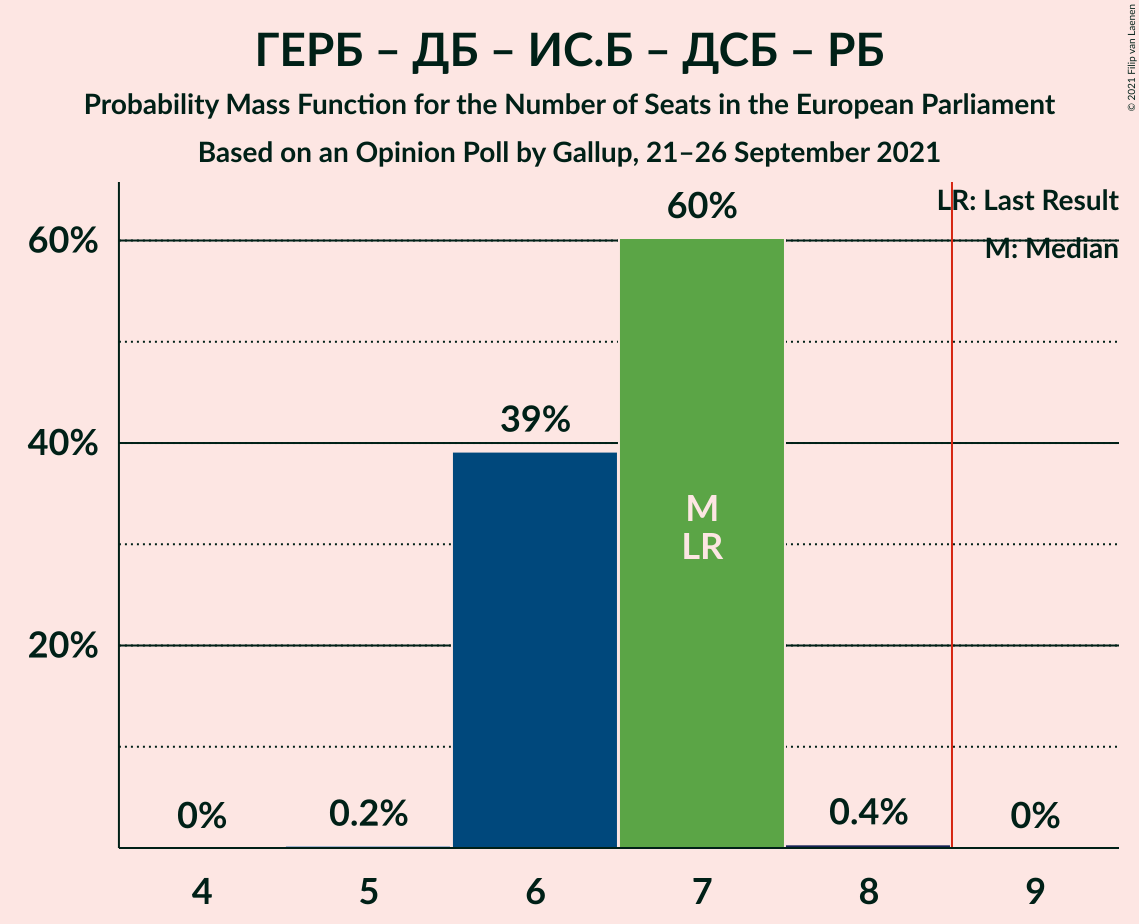 ГЕРБ – ДБ – ИС.Б – ДСБ – РБ
Probability Mass Function for the Number of Seats in the European Parliament
Based on an Opinion Poll by Gallup, 21–26 September 2021
© 2021 Filip van Laenen
LR: Last Result
M: Median
60%
40%
20%
0%
0.2%
39%
60%
M
LR
0.4%
0%
4 5 6 7 8 9